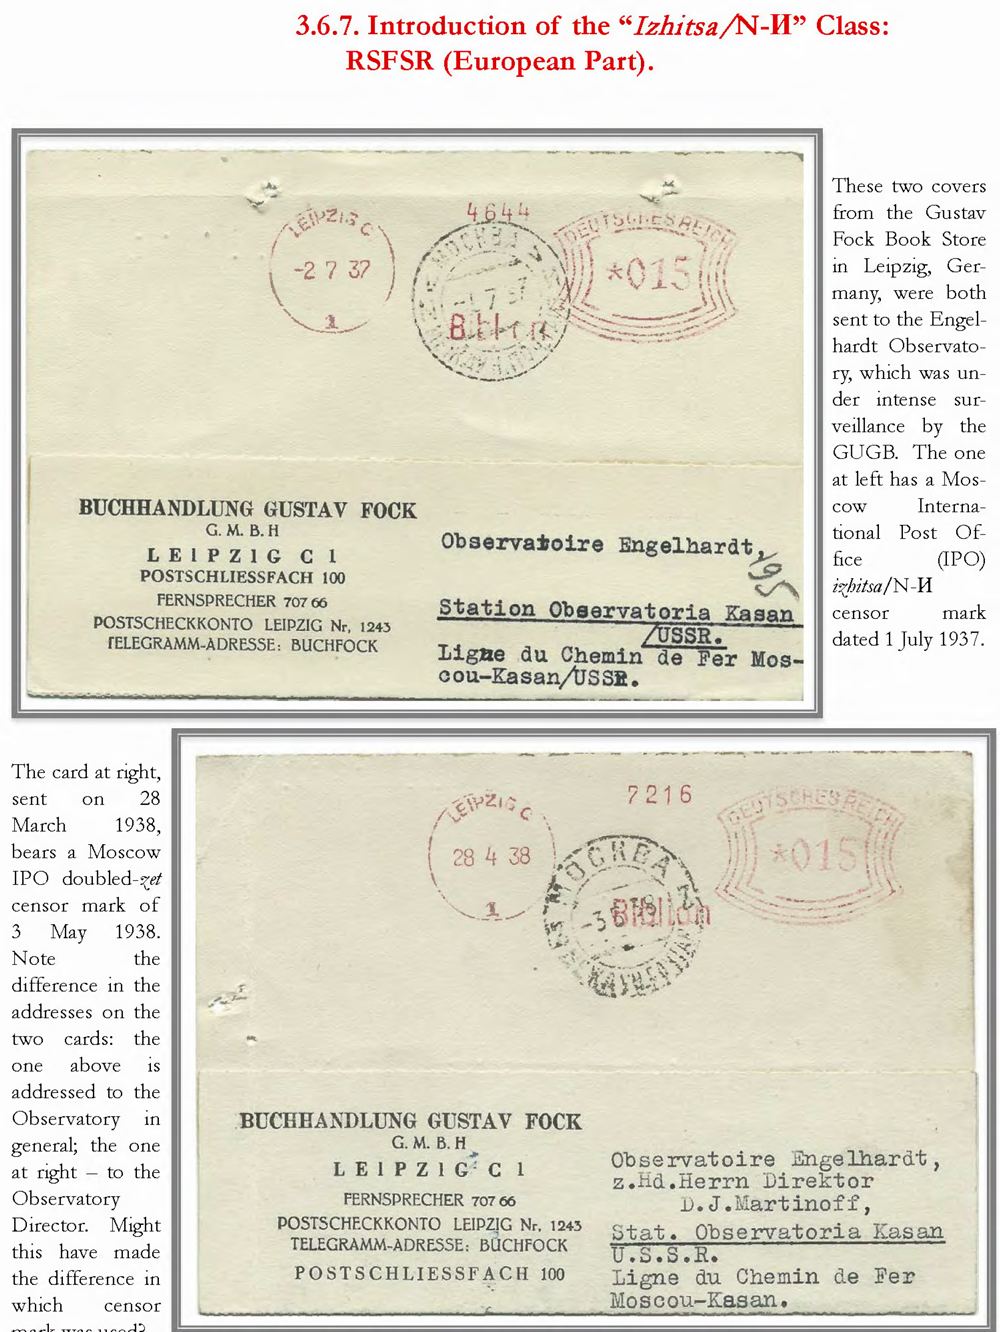 3.6.7. Introduction of the “Izhitsa/N-И” Class:
RSFSR (European Part).
These two covers
from the Gustav
Fock Book Store
in Leipzig, Ger-
many, were both
sent to the Engel-
hardt Observato-
ry, which was un-
der intense sur-
veillance by the
GUGB. The one
at left has a Mos-
cow Interna-
tional Post Of-
fice (IPO)
izhitsa/N-И
censor mark
dated 1 July 1937.
LEIPZIG C
-2 7 37
1
4644
МОСКВА
DEUTSCHES REICH
*015
BUCHHANDLUNG GUSTAV FOCK
G. M. B. H
LEIPZIG C 1
POSTSCHLIESSFACH 100
FERNSPRECHER 707 66
POSTSCHECKKONTO LEIPZIG Nr, 1243
TELEGRAMM-ADRESSE: BUCHFOCK
Observatoire Engelhardt,
195
Station Observatoria Kasan
/USSR.
Ligne du Chemin de Fer Mos-
cou-Kasan/USSR.
The card at right,
sent on 28
March 1938,
bears a Moscow
IPO doubled-zet
censor mark of
3 May 1938.
Note the
difference in the
addresses on the
two cards: the
one above is
addressed to the
Observatory in
general; the one
at right – to the
Observatory
Director. Might
this have made
the difference in
which censor
mark was used?
LEIPZIG C
28 4 38
1
7216
МОСКВА
Biblion
DEUTSCHES REICH
*015
BUCHHANDLUNG GUSTAV FOCK
G. M. B. H
LEIPZIG C 1
FERNSPRECHER 707 66
POSTSCHECKKONTO LEIPZIG Nr. 1243
TELEGRAMM-ADRESSE: BUCHFOCK
POSTSCHLIESSFACH 100
Observatoire Engelhardt,
z.Hd.Herrn Direktor
D.J.Martinoff,
Stat. Observatoria Kasan
U.S.S.R.
Ligne du Chemin de Fer
Moscou-Kasan.